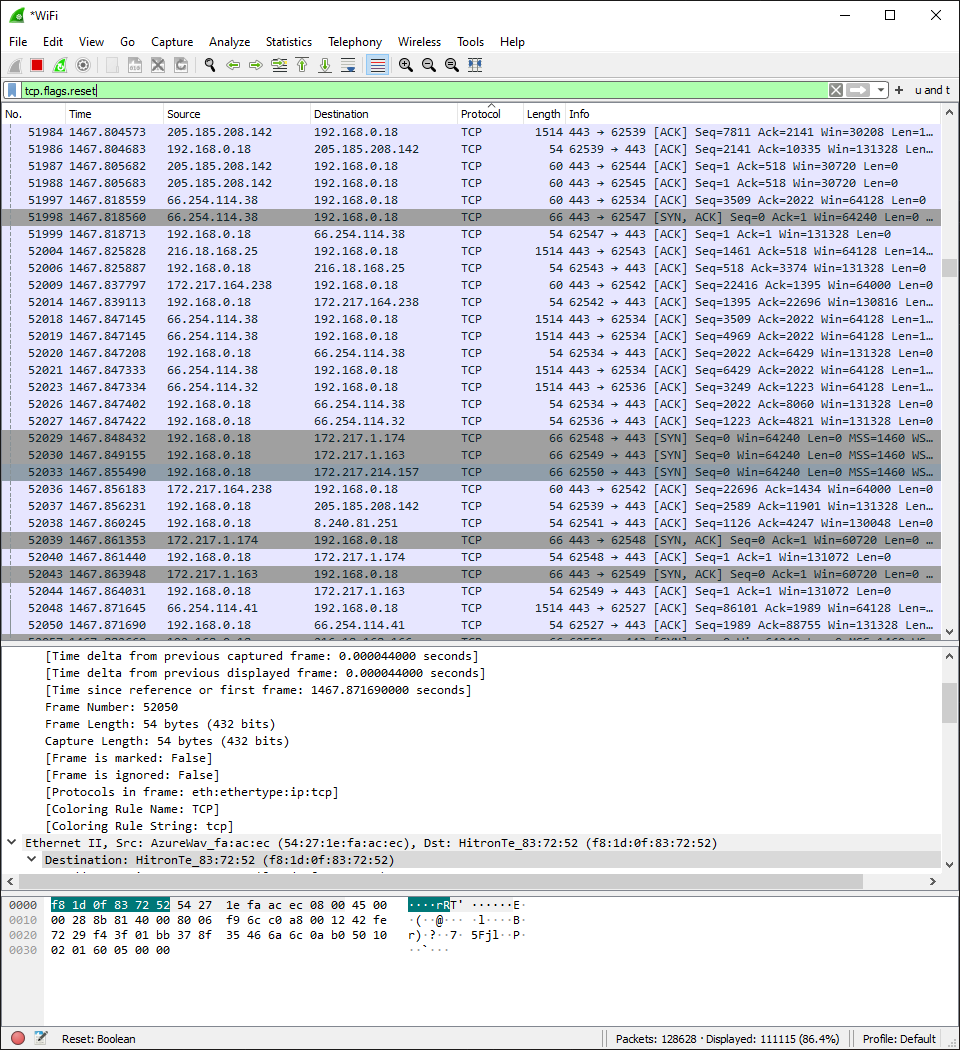 *WiFi
File Edit View Go Capture Analyze Statistics Telephony Wireless Tools Help
tcp.flags.reset + u and t
No. Time Source Destination Protocol Length Info
51984 1467.804573 205.185.208.142 192.168.0.18 TCP 1514 443 → 62539 [ACK] Seq=7811 Ack=2141 Win=30208 Len=1…
51986 1467.804683 192.168.0.18 205.185.208.142 TCP 54 62539 → 443 [ACK] Seq=2141 Ack=10335 Win=131328 Len…
51987 1467.805682 205.185.208.142 192.168.0.18 TCP 60 443 → 62544 [ACK] Seq=1 Ack=518 Win=30720 Len=0
51988 1467.805683 205.185.208.142 192.168.0.18 TCP 60 443 → 62545 [ACK] Seq=1 Ack=518 Win=30720 Len=0
51997 1467.818559 66.254.114.38 192.168.0.18 TCP 60 443 → 62534 [ACK] Seq=3509 Ack=2022 Win=64128 Len=0
51998 1467.818560 66.254.114.38 192.168.0.18 TCP 66 443 → 62547 [SYN, ACK] Seq=0 Ack=1 Win=64240 Len=0 …
51999 1467.818713 192.168.0.18 66.254.114.38 TCP 54 62547 → 443 [ACK] Seq=1 Ack=1 Win=131328 Len=0
52004 1467.825828 216.18.168.25 192.168.0.18 TCP 1514 443 → 62543 [ACK] Seq=1461 Ack=518 Win=64128 Len=14…
52006 1467.825887 192.168.0.18 216.18.168.25 TCP 54 62543 → 443 [ACK] Seq=518 Ack=3374 Win=131328 Len=0
52009 1467.837797 172.217.164.238 192.168.0.18 TCP 60 443 → 62542 [ACK] Seq=22416 Ack=1395 Win=64000 Len=0
52014 1467.839113 192.168.0.18 172.217.164.238 TCP 54 62542 → 443 [ACK] Seq=1395 Ack=22696 Win=130816 Len…
52018 1467.847145 66.254.114.38 192.168.0.18 TCP 1514 443 → 62534 [ACK] Seq=3509 Ack=2022 Win=64128 Len=1…
52019 1467.847145 66.254.114.38 192.168.0.18 TCP 1514 443 → 62534 [ACK] Seq=4969 Ack=2022 Win=64128 Len=1…
52020 1467.847208 192.168.0.18 66.254.114.38 TCP 54 62534 → 443 [ACK] Seq=2022 Ack=6429 Win=131328 Len=0
52021 1467.847333 66.254.114.38 192.168.0.18 TCP 1514 443 → 62534 [ACK] Seq=6429 Ack=2022 Win=64128 Len=1…
52023 1467.847334 66.254.114.32 192.168.0.18 TCP 1514 443 → 62536 [ACK] Seq=3249 Ack=1223 Win=64128 Len=1…
52026 1467.847402 192.168.0.18 66.254.114.38 TCP 54 62534 → 443 [ACK] Seq=2022 Ack=8060 Win=131328 Len=0
52027 1467.847422 192.168.0.18 66.254.114.32 TCP 54 62536 → 443 [ACK] Seq=1223 Ack=4821 Win=131328 Len=0
52029 1467.848432 192.168.0.18 172.217.1.174 TCP 66 62548 → 443 [SYN] Seq=0 Win=64240 Len=0 MSS=1460 WS…
52030 1467.849155 192.168.0.18 172.217.1.163 TCP 66 62549 → 443 [SYN] Seq=0 Win=64240 Len=0 MSS=1460 WS…
52033 1467.855490 192.168.0.18 172.217.214.157 TCP 66 62550 → 443 [SYN] Seq=0 Win=64240 Len=0 MSS=1460 WS…
52036 1467.856183 172.217.164.238 192.168.0.18 TCP 60 443 → 62542 [ACK] Seq=22696 Ack=1434 Win=64000 Len=0
52037 1467.856231 192.168.0.18 205.185.208.142 TCP 54 62539 → 443 [ACK] Seq=2589 Ack=11901 Win=131328 Len…
52038 1467.860245 192.168.0.18 8.240.81.251 TCP 54 62541 → 443 [ACK] Seq=1126 Ack=4247 Win=130048 Len=0
52039 1467.861353 172.217.1.174 192.168.0.18 TCP 66 443 → 62548 [SYN, ACK] Seq=0 Ack=1 Win=60720 Len=0 …
52040 1467.861440 192.168.0.18 172.217.1.174 TCP 54 62548 → 443 [ACK] Seq=1 Ack=1 Win=131072 Len=0
52043 1467.863948 172.217.1.163 192.168.0.18 TCP 66 443 → 62549 [SYN, ACK] Seq=0 Ack=1 Win=60720 Len=0 …
52044 1467.864031 192.168.0.18 172.217.1.163 TCP 54 62549 → 443 [ACK] Seq=1 Ack=1 Win=131072 Len=0
52048 1467.871645 66.254.114.41 192.168.0.18 TCP 1514 443 → 62527 [ACK] Seq=86101 Ack=1989 Win=64128 Len=…
52050 1467.871690 192.168.0.18 66.254.114.41 TCP 54 62527 → 443 [ACK] Seq=1989 Ack=88755 Win=131328 Len…
[Time delta from previous captured frame: 0.000044000 seconds]
[Time delta from previous displayed frame: 0.000044000 seconds]
[Time since reference or first frame: 1467.871690000 seconds]
Frame Number: 52050
Frame Length: 54 bytes (432 bits)
Capture Length: 54 bytes (432 bits)
[Frame is marked: False]
[Frame is ignored: False]
[Protocols in frame: eth:ethertype:ip:tcp]
[Coloring Rule Name: TCP]
[Coloring Rule String: tcp]
Ethernet II, Src: AzureWav_fa:ac:ec (54:27:1e:fa:ac:ec), Dst: HitronTe_83:72:52 (f8:1d:0f:83:72:52)
Destination: HitronTe_83:72:52 (f8:1d:0f:83:72:52)
0000 f8 1d 0f 83 72 52 54 27 1e fa ac ec 08 00 45 00 ····rRT' ······E·
0010 00 28 8b 81 40 00 80 06 f9 6c c0 a8 00 12 42 fe ·(··@··· ·l····B·
0020 72 29 f4 3f 01 bb 37 8f 35 46 6a 6c 0a b0 50 10 r)·?··7· 5Fjl··P·
0030 02 01 60 05 00 00 ··`···
Reset: Boolean Packets: 128628 · Displayed: 111115 (86.4%) Profile: Default